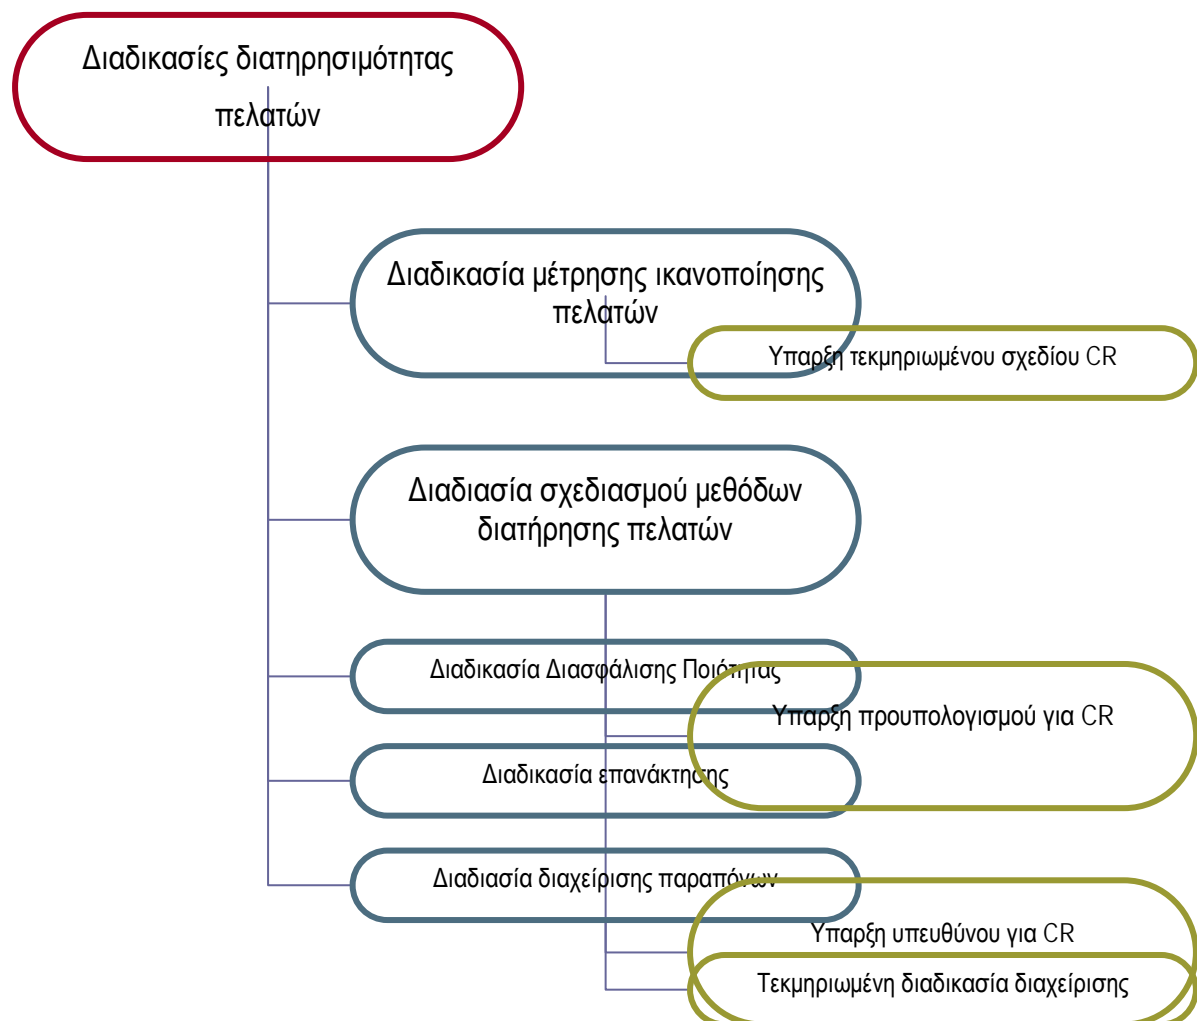 Διαδικασίες διατηρησιμότητας
πελατών
Διαδικασία μέτρησης ικανοποίησης
πελατών
Υπαρξη τεκμηριωμένου σχεδίου CR
Διαδιασία σχεδιασμού μεθόδων
διατήρησης πελατών
Διαδικασία Διασφάλισης Ποιότητας
Υπαρξη προυπολογισμού για CR
Διαδικασία επανάκτησης
Διαδιασία διαχείρισης παραπόνων
Υπαρξη υπευθύνου για CR
Τεκμηριωμένη διαδικασία διαχείρισης